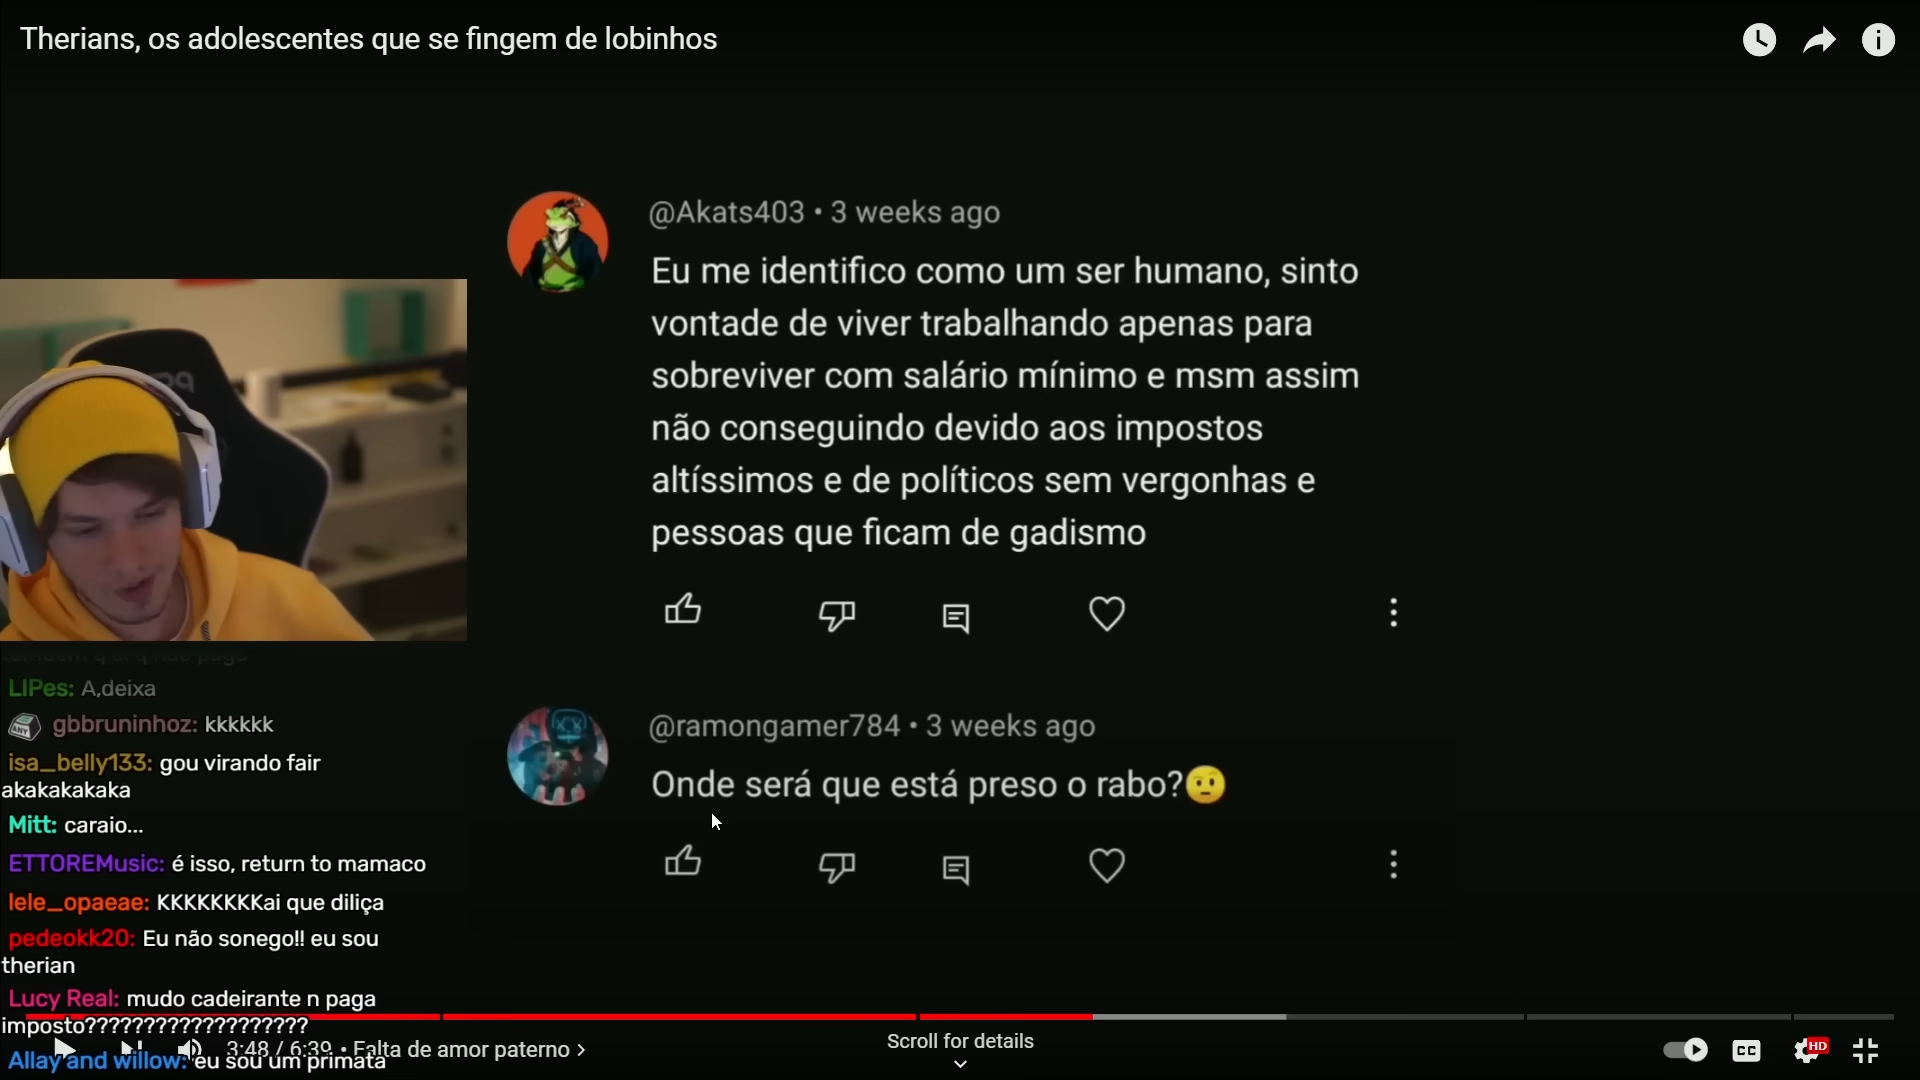 Therians, os adolescentes que se fingem de lobinhos
@Akats403 • 3 weeks ago
Eu me identifico como um ser humano, sinto
vontade de viver trabalhando apenas para
sobreviver com salário mínimo e msm assim
não conseguindo devido aos impostos
altíssimos e de políticos sem vergonhas e
pessoas que ficam de gadismo
@ramongamer784 • 3 weeks ago
Onde será que está preso o rabo?🤨
LIPes: A,deixa
ANY
gbbruninhoz: kkkkkk
isa_belly133: gou virando fair
akakakakaka
Mitt: caraio...
ETTOREMusic: é isso, return to mamaco
lele_opaeae: KKKKKKKKai que diliça
pedeokk20: Eu não sonego!! eu sou
therian
Lucy Real: mudo cadeirante n paga
imposto???????????????????
Allay and willow: eu sou um primata
3:48 / 6:39 • Falta de amor paterno >
Scroll for details
CC
HD